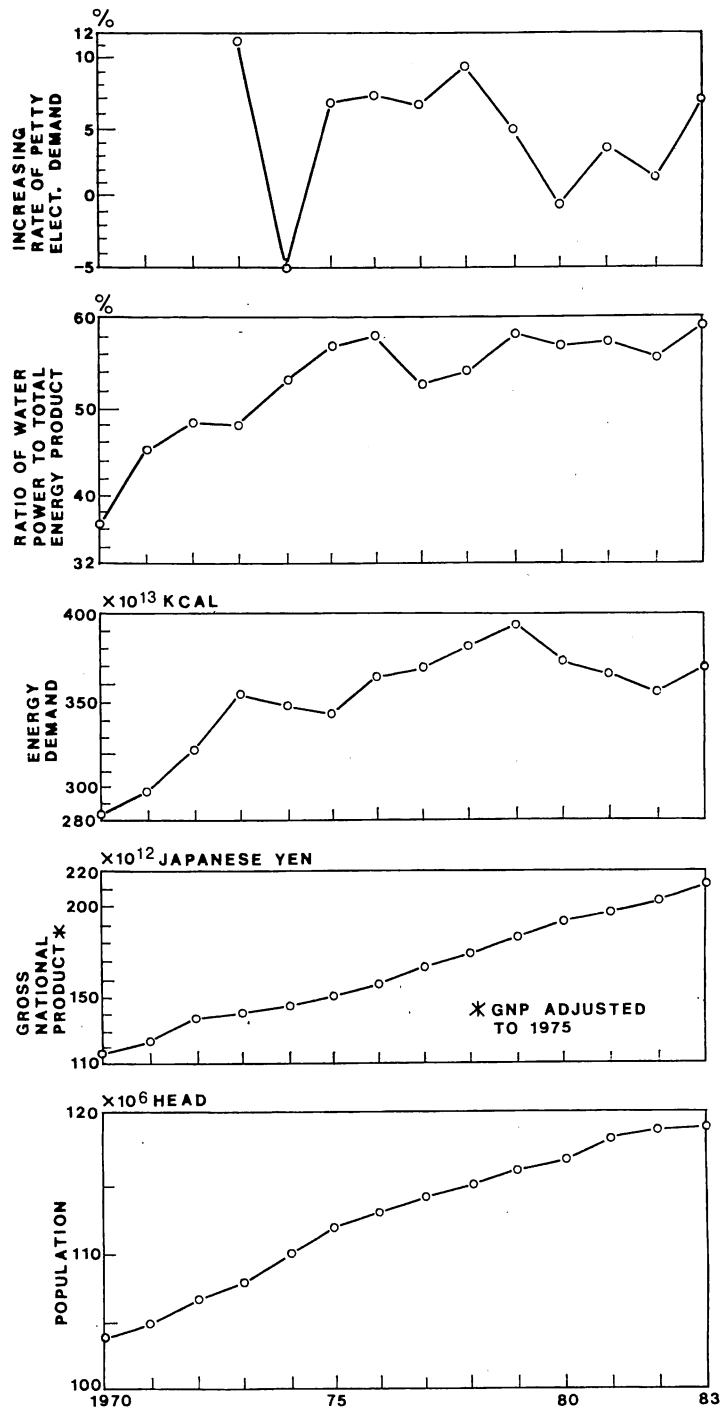 %
12
10
5
0
-5
INCREASING
RATE OF PETTY
ELECT. DEMAND
%
60
50
40
32
RATIO OF WATER
POWER TO TOTAL
ENERGY PRODUCT
×10¹³ KCAL
400
350
300
280
ENERGY
DEMAND
×10¹² JAPANESE YEN
220
200
150
110
GROSS
NATIONAL
PRODUCT*
* GNP ADJUSTED
TO 1975
×10⁶ HEAD
120
110
100
POPULATION
1970 75 80 83